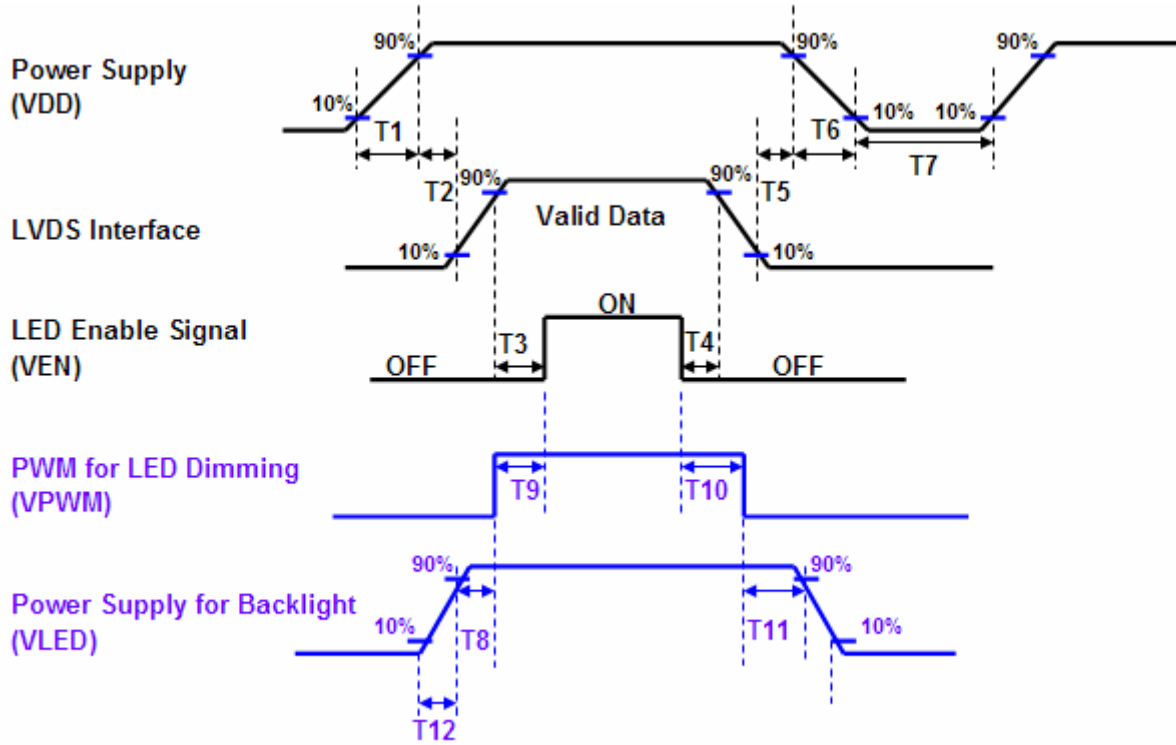 90% 90% 90%
Power Supply
(VDD)
10% 10% 10%
T1 T6
T7
T2 T5
90% 90%
LVDS Interface
Valid Data
10% 10%
ON
LED Enable Signal
(VEN)
T3 T4
OFF OFF
PWM for LED Dimming
(VPWM)
T9 T10
90% 90%
Power Supply for Backlight
(VLED)
10% 10%
T8 T11
T12